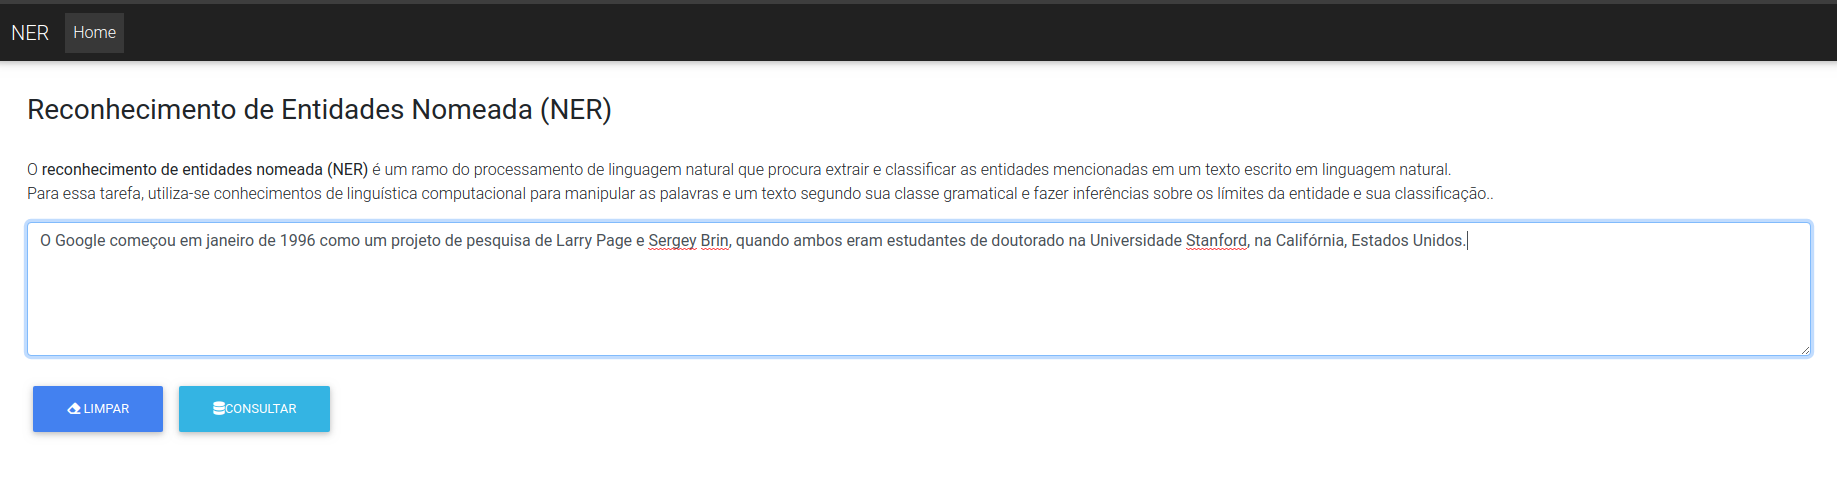 NER Home
Reconhecimento de Entidades Nomeada (NER)
O reconhecimento de entidades nomeada (NER) é um ramo do processamento de linguagem natural que procura extrair e classificar as entidades mencionadas em um texto escrito em linguagem natural.
Para essa tarefa, utiliza-se conhecimentos de linguística computacional para manipular as palavras e um texto segundo sua classe gramatical e fazer inferências sobre os límites da entidade e sua classificação..
O Google começou em janeiro de 1996 como um projeto de pesquisa de Larry Page e Sergey Brin, quando ambos eram estudantes de doutorado na Universidade Stanford, na Califórnia, Estados Unidos.
LIMPAR CONSULTAR